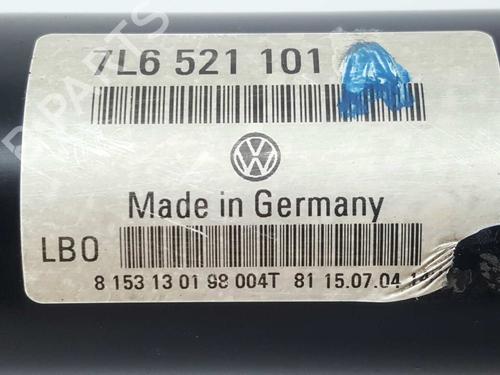 7L6 521 101
Made in Germany
LBO
8 153 13 01 98 004T 81 15.07.04